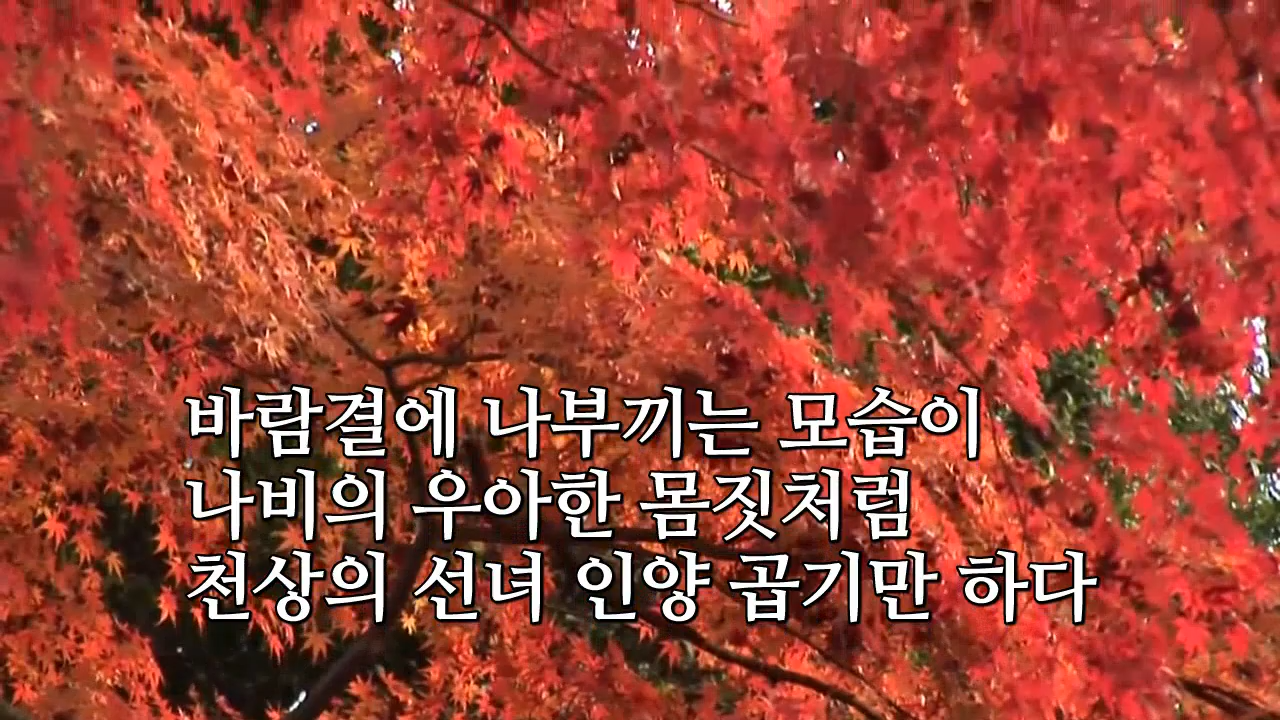 바람결에 나부끼는 모습이
나비의 우아한 몸짓처럼
천상의 선녀 인양 곱기만 하다